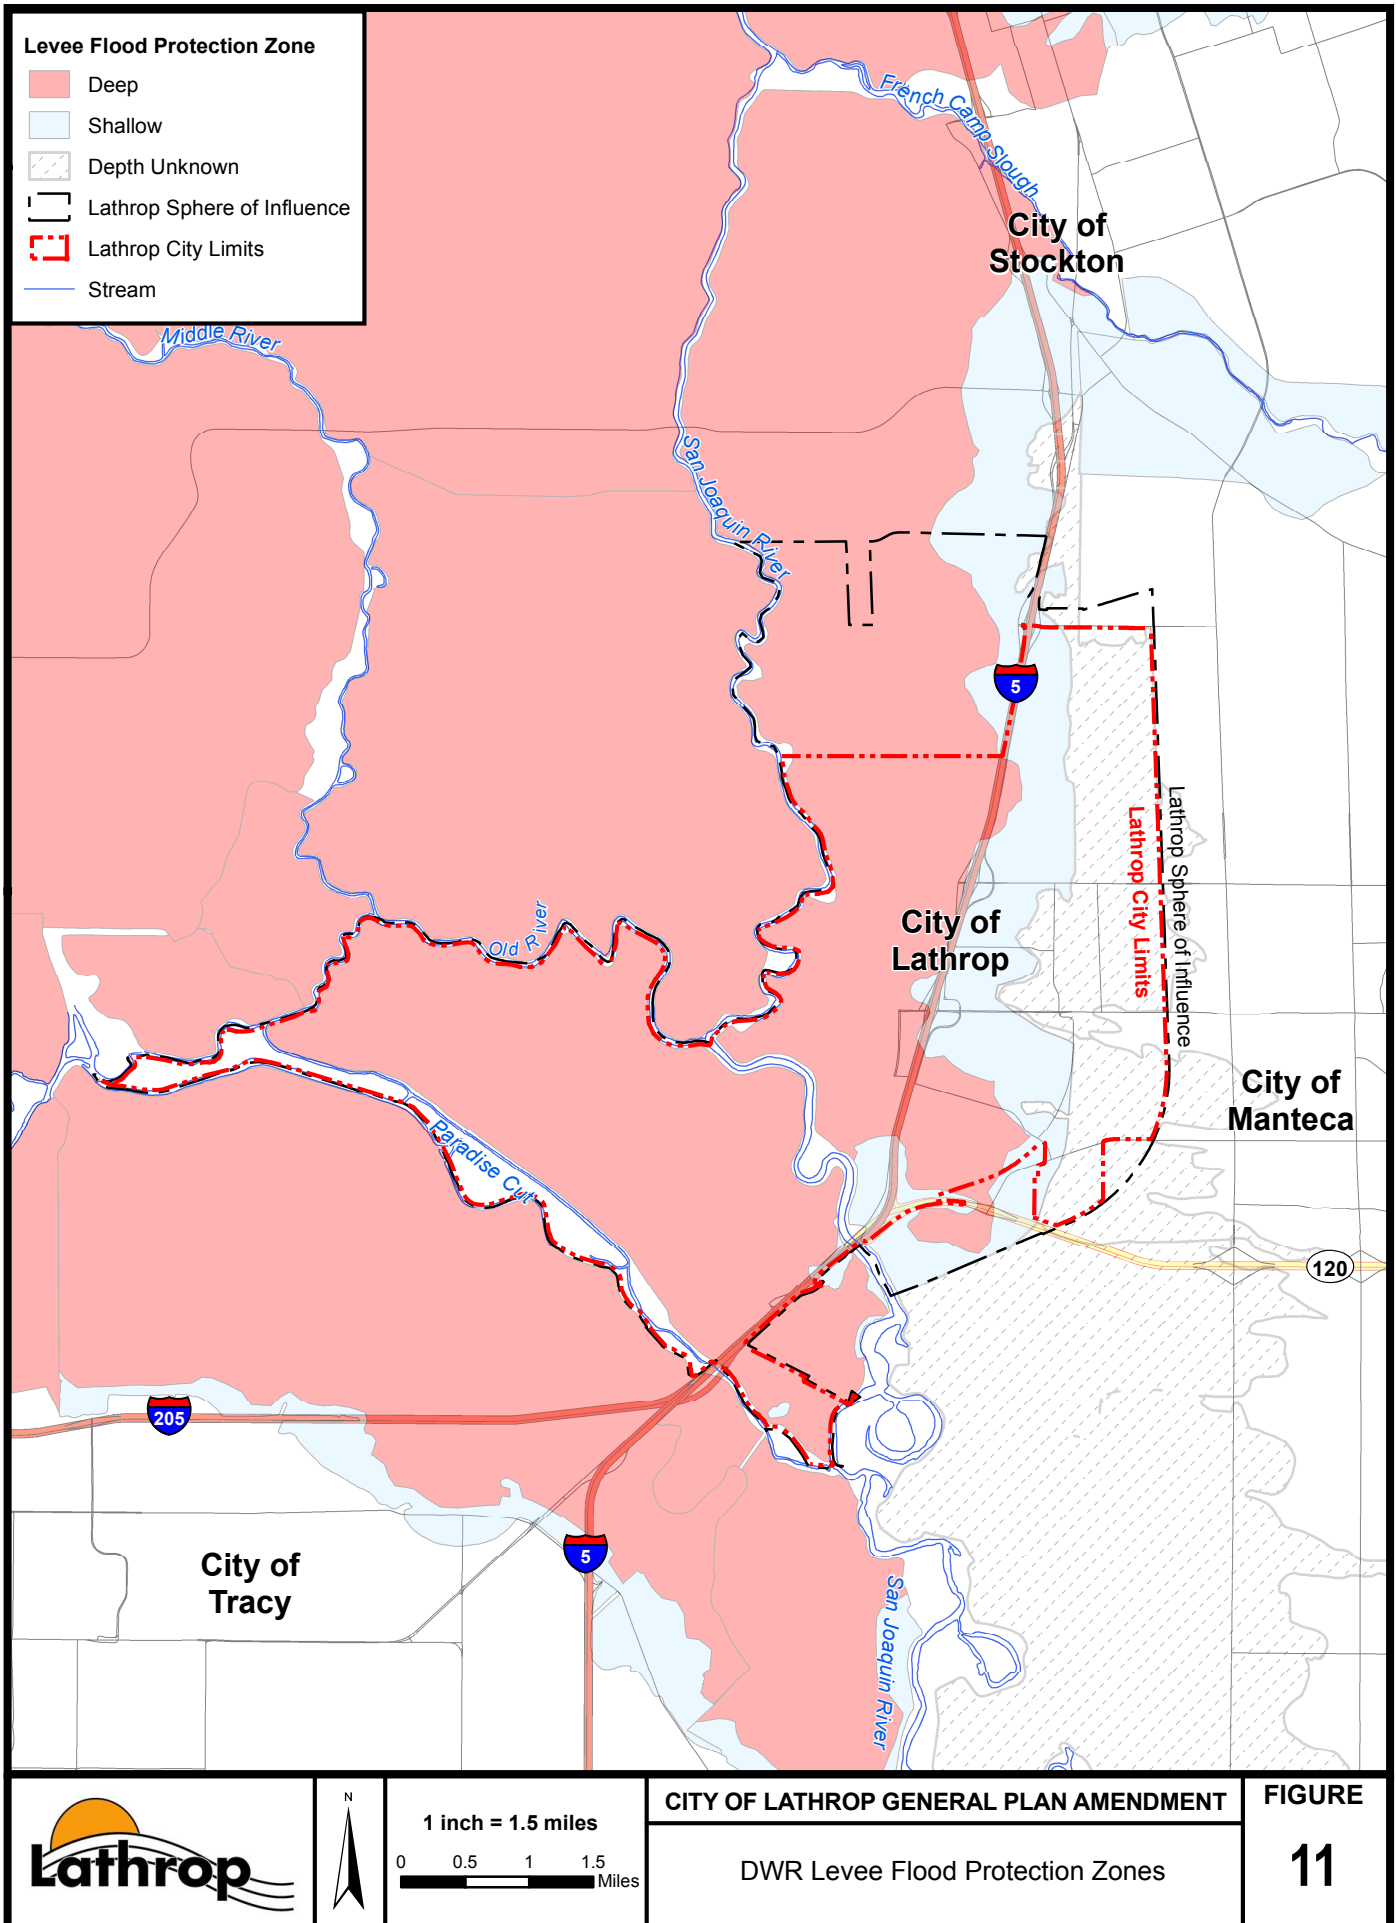 Levee Flood Protection Zone
Deep
Shallow
Depth Unknown
Lathrop Sphere of Influence
Lathrop City Limits
Stream
French Camp Slough
City of
Stockton
Middle River
San Joaquin River
5
Lathrop Sphere of Influence
Lathrop City Limits
City of
Lathrop
Old River
City of
Manteca
Paradise Cut
120
205
5
City of
Tracy
San Joaquin River
Lathrop
N
1 inch = 1.5 miles
0 0.5 1 1.5
Miles
CITY OF LATHROP GENERAL PLAN AMENDMENT
DWR Levee Flood Protection Zones
FIGURE
11